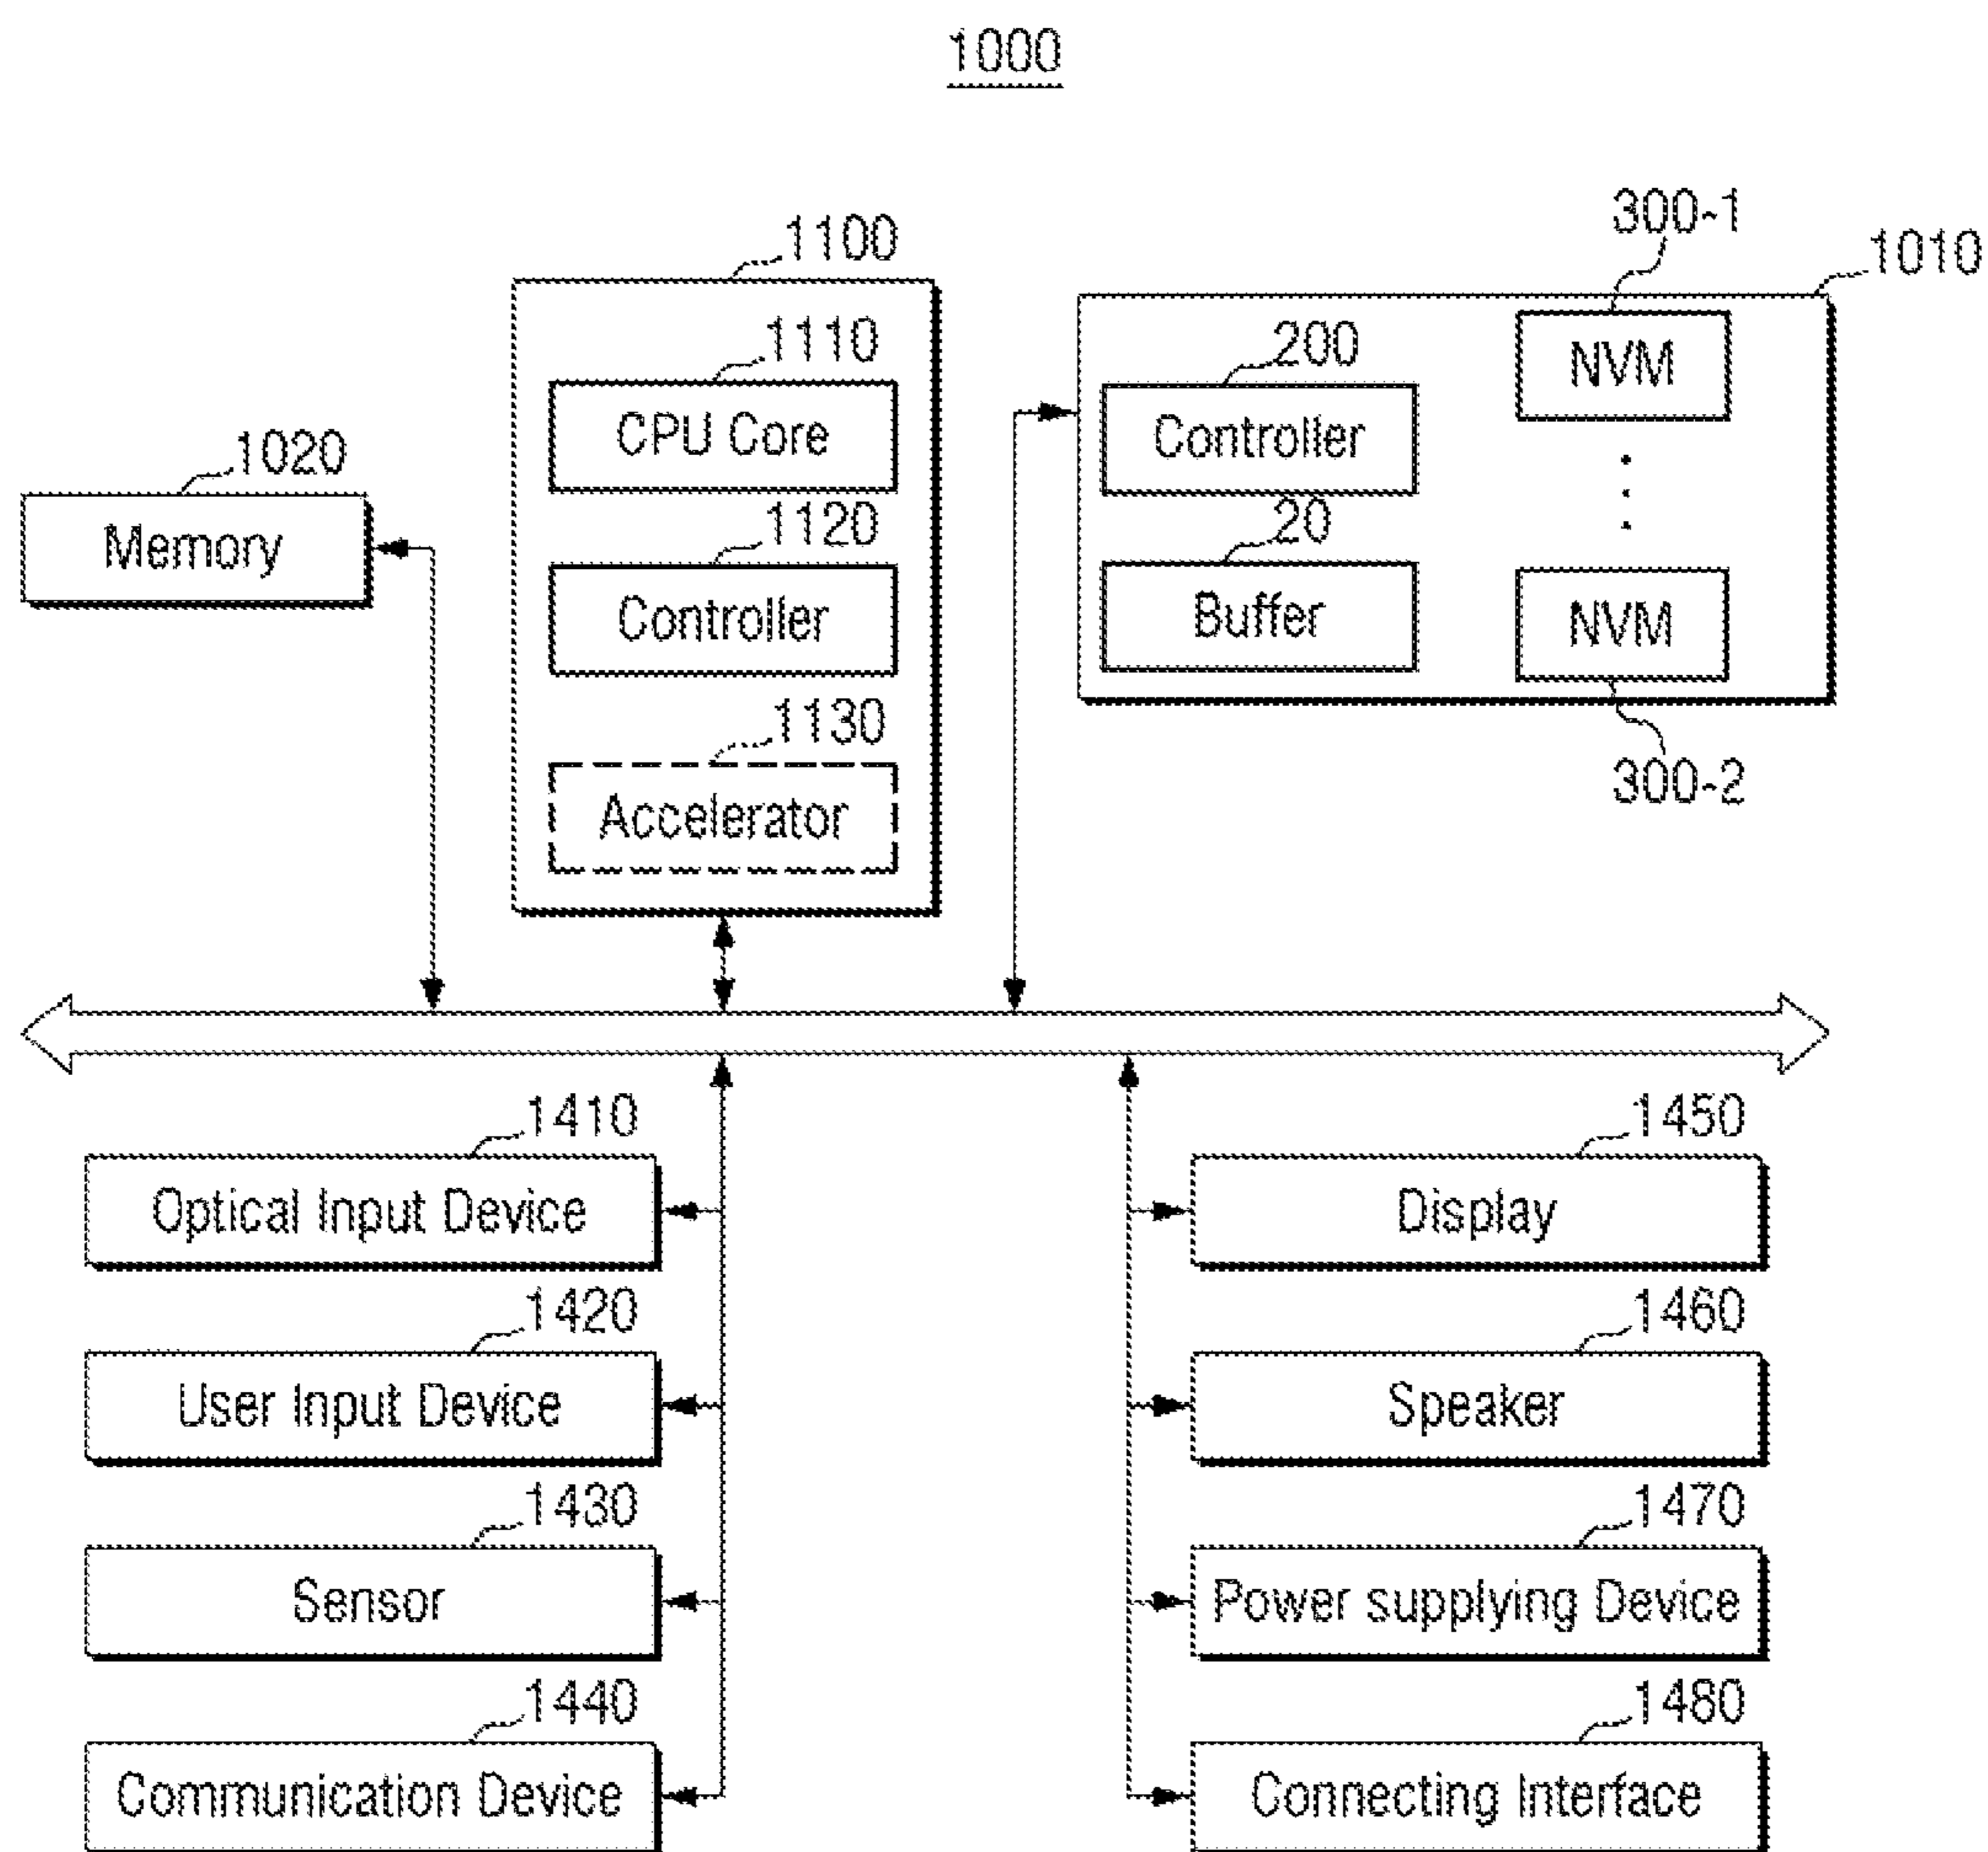 1000
1100
1110
CPU Core
1120
Controller
1130
Accelerator
1020
Memory
300-1
1010
200
Controller
NVM
20
Buffer
NVM
300-2
1410
Optical Input Device
1420
User Input Device
1430
Sensor
1440
Communication Device
1450
Display
1460
Speaker
1470
Power supplying Device
1480
Connecting Interface